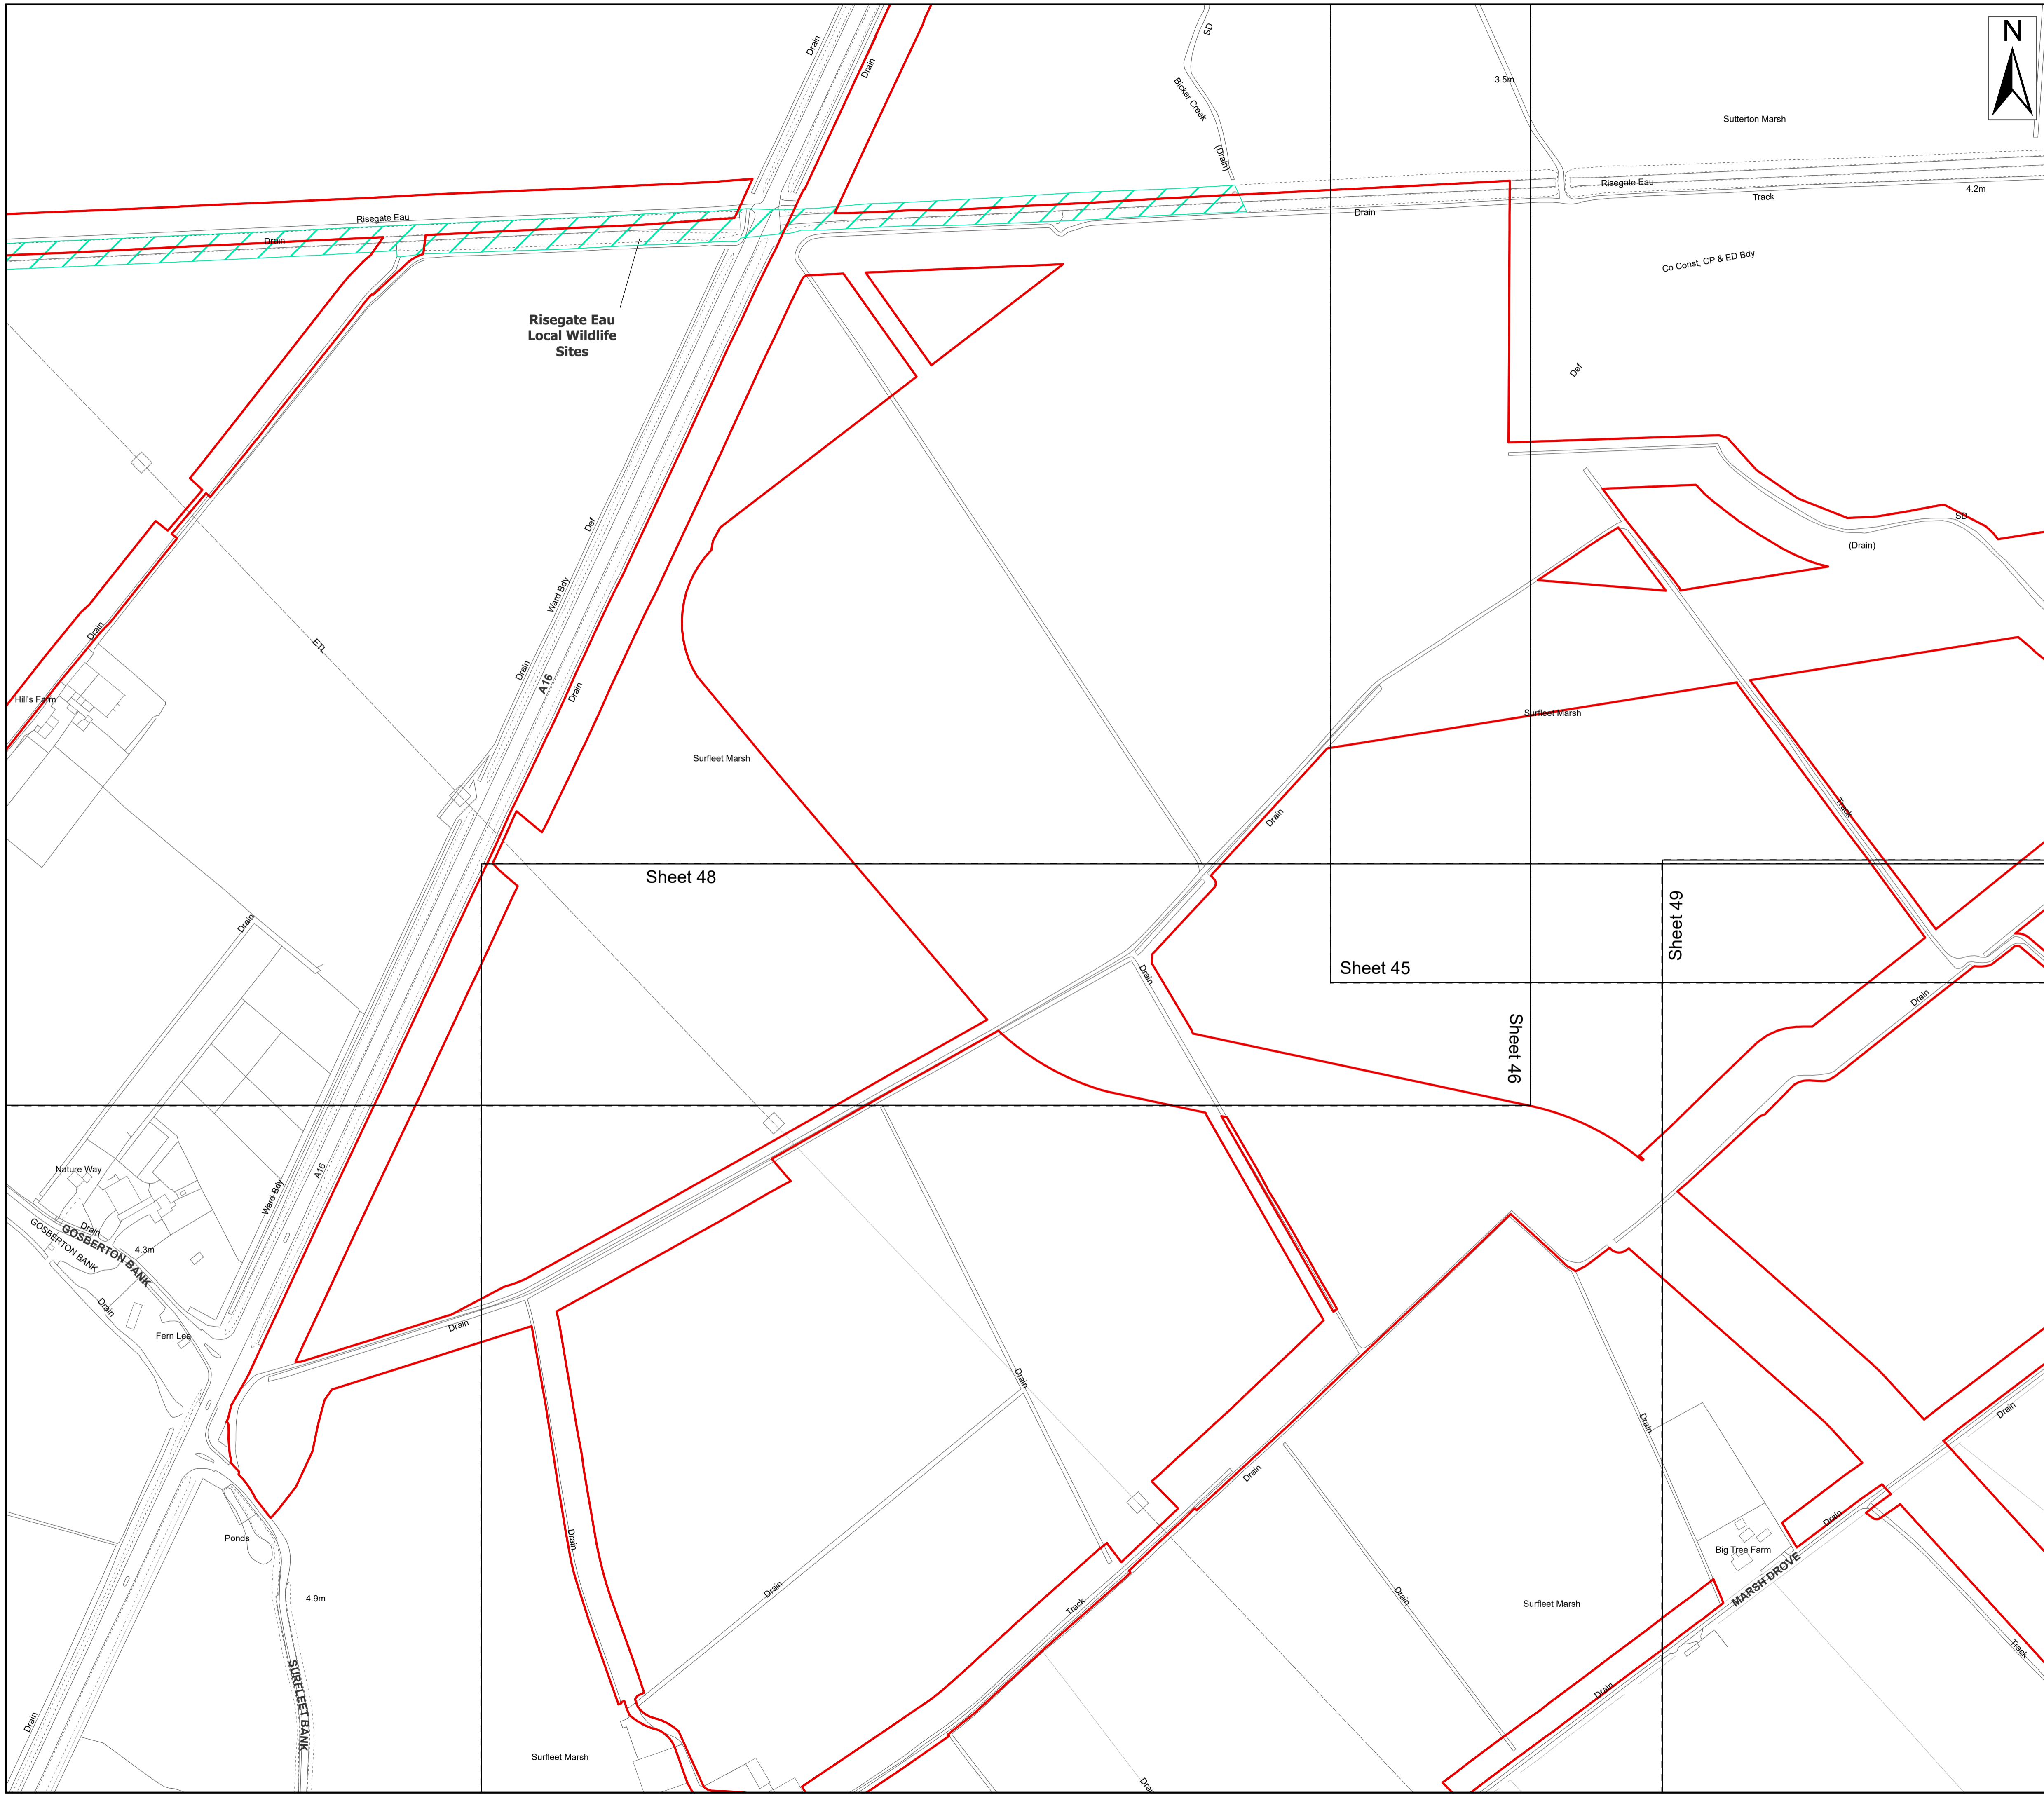 Drain
Drain
SD
N
3.5m
Bicker Creek
Sutterton Marsh
(Drain)
Risegate Eau
Track
4.2m
Risegate Eau
Drain
Drain
Co Const, CP & ED Bdy
Risegate Eau
Local Wildlife
Sites
Def
Def
SD
(Drain)
Ward Bdy
Drain
ETL
Drain
A16
Drain
Hill's Farm
Surfleet Marsh
Surfleet Marsh
Track
Drain
Sheet 48
Sheet 49
Drain
Sheet 45
Drain
Drain
Sheet 46
Nature Way
A16
Ward Bdy
Drain
GOSBERTON BANK
GOSBERTON BANK
4.3m
Drain
Fern Lea
Drain
Drain
Drain
Drain
Drain
Drain
Drain
Ponds
Big Tree Farm
MARSH DROVE
Drain
Drain
4.9m
Track
Surfleet Marsh
Track
SURFLEET BANK
Drain
Drain
Surfleet Marsh
Drain